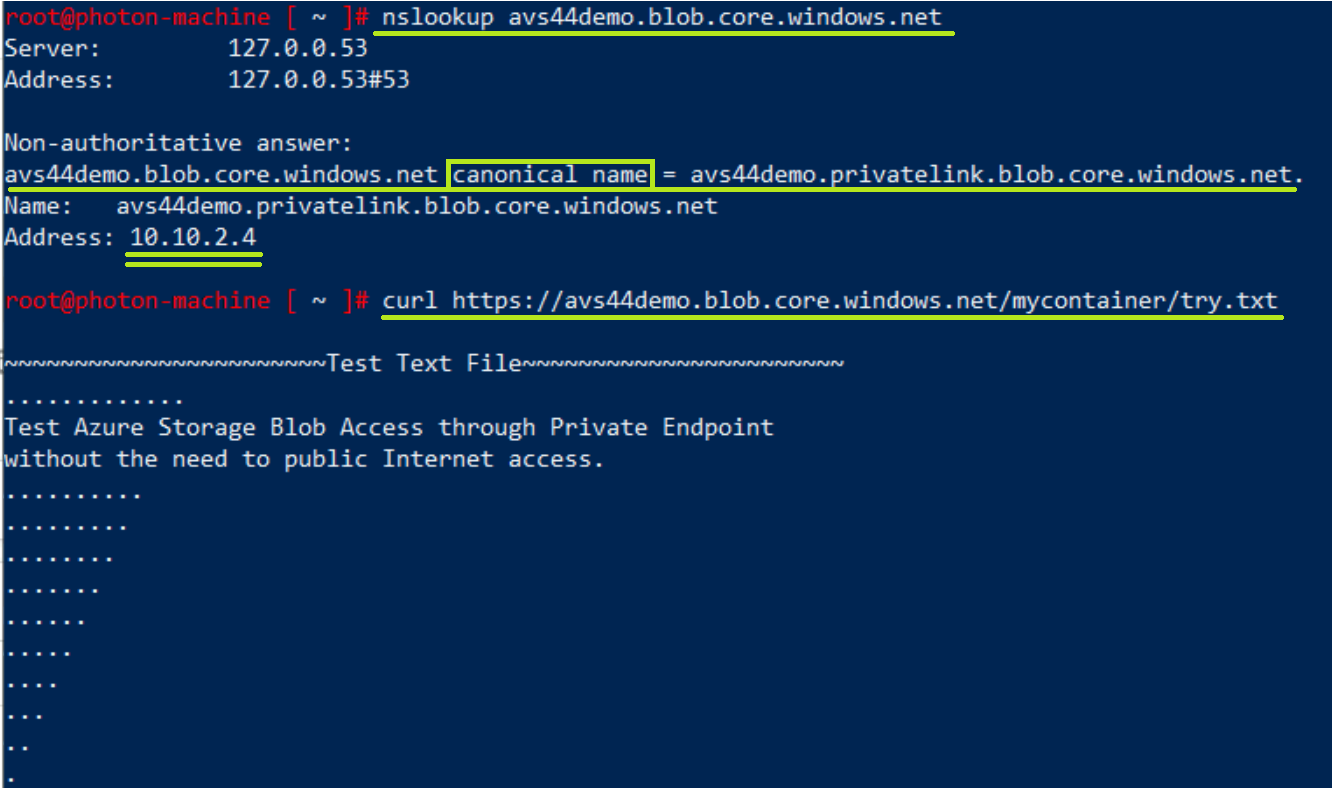 root@photon-machine [ ~ ]# nslookup avs44demo.blob.core.windows.net
Server:         127.0.0.53
Address:        127.0.0.53#53
Non-authoritative answer:
avs44demo.blob.core.windows.net canonical name = avs44demo.privatelink.blob.core.windows.net.
Name:   avs44demo.privatelink.blob.core.windows.net
Address: 10.10.2.4
root@photon-machine [ ~ ]# curl https://avs44demo.blob.core.windows.net/mycontainer/try.txt
~~~~~~~~~~~~~~~~~~~~~~~Test Text File~~~~~~~~~~~~~~~~~~~~~~~
.............
Test Azure Storage Blob Access through Private Endpoint
without the need to public Internet access.
..........
.........
........
.......
......
.....
....
...
..
.